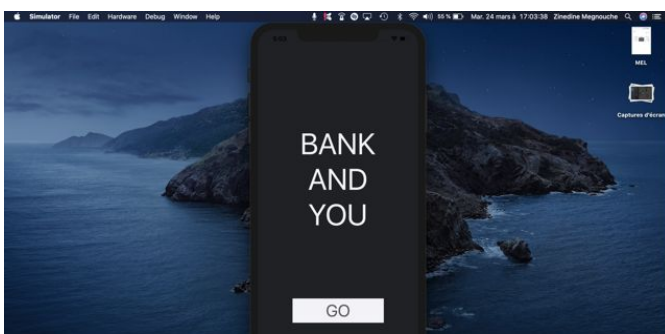 Simulator File Edit Hardware Debug Window Help 55 % Mar. 24 mars à 17:03:38 Zinedine Megnouche
MEL
Captures d'écran
BANK
AND
YOU
GO